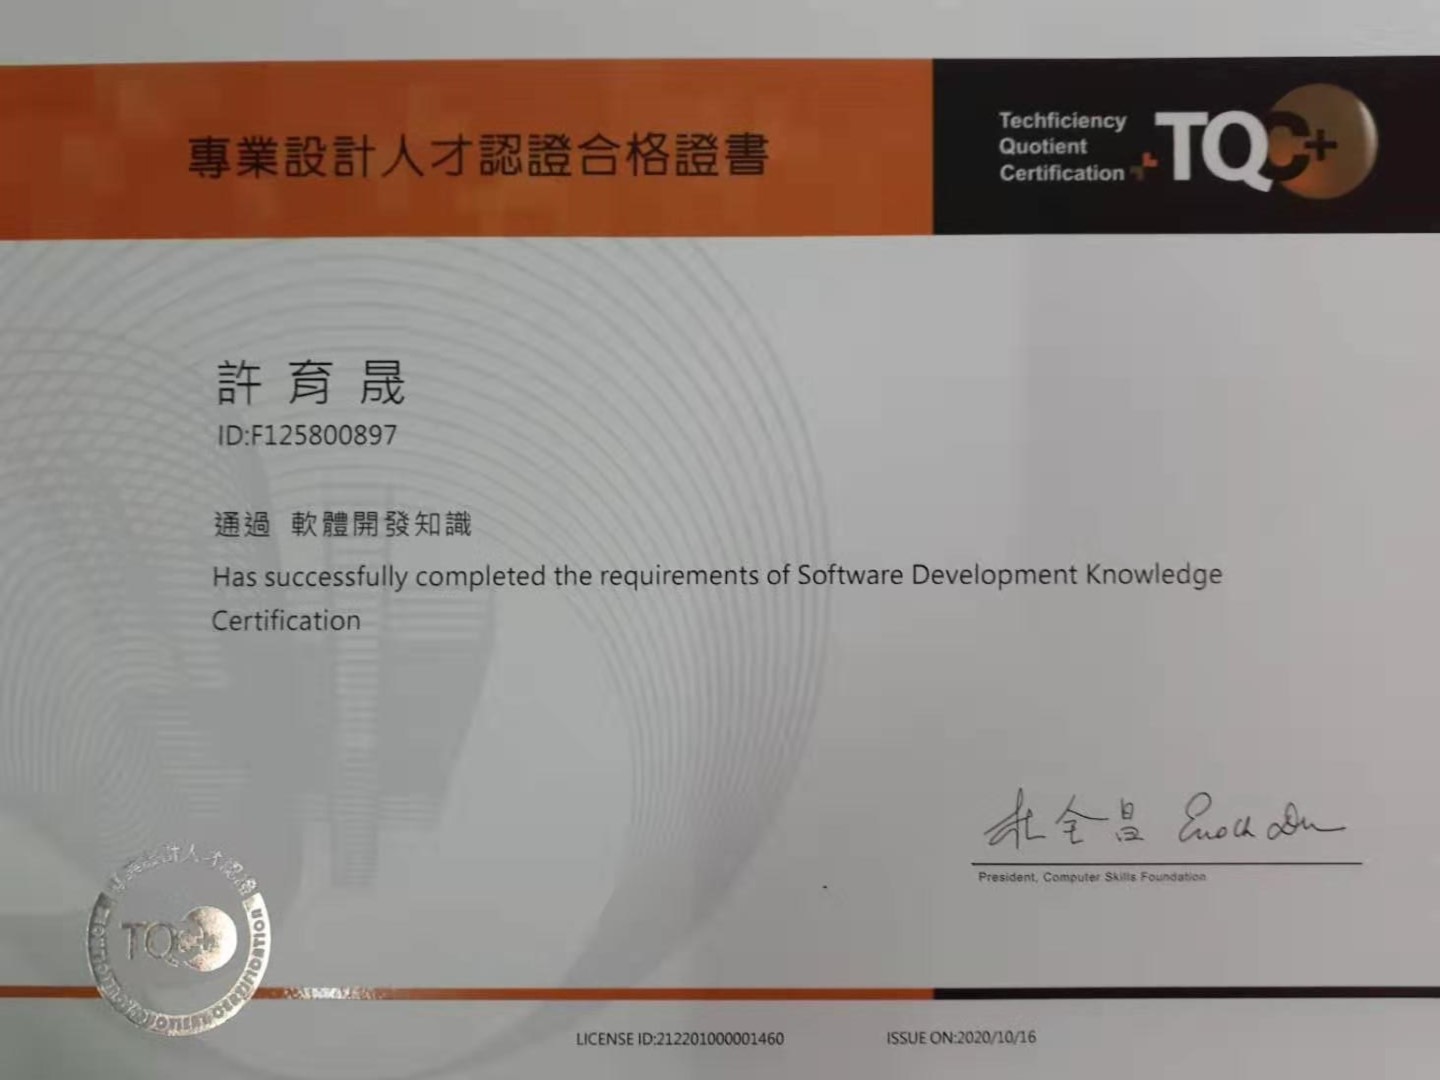 專業設計人才認證合格證書
Techficiency
Quotient
Certification
TQC+
許育晟
ID:F125800897
通過 軟體開發知識
Has successfully completed the requirements of Software Development Knowledge
Certification
杜全昌 Enoch Du
President, Computer Skills Foundation
專業設計人才認證
TQC+
LICENSE ID:212201000001460
ISSUE ON:2020/10/16